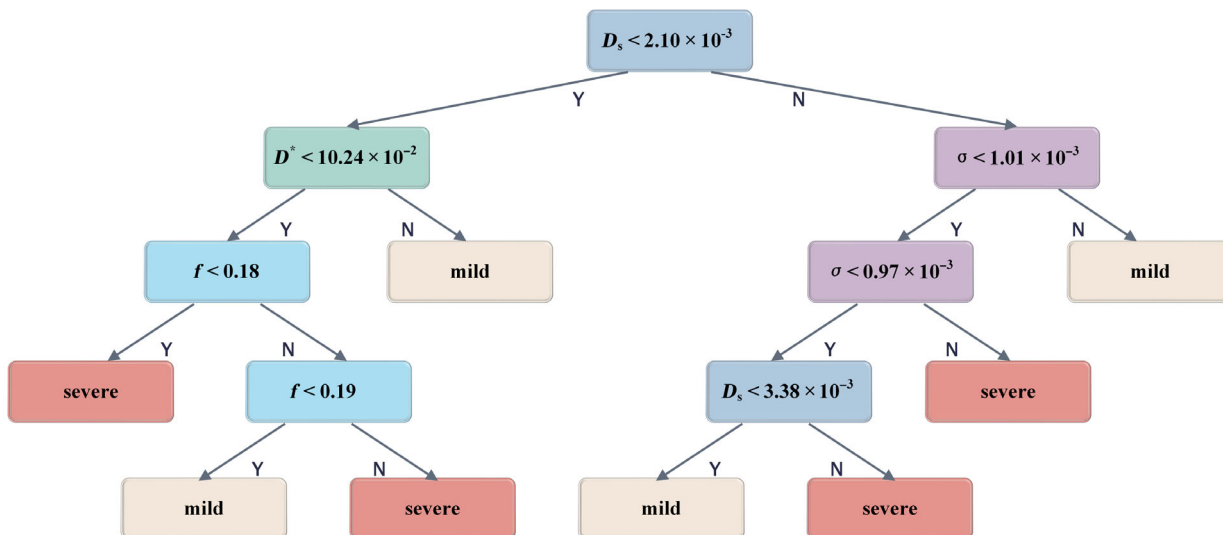 Dₛ < 2.10 × 10⁻³
Y
N
D* < 10.24 × 10⁻²
σ < 1.01 × 10⁻³
Y
N
Y
N
f < 0.18
mild
σ < 0.97 × 10⁻³
mild
Y
N
Y
N
severe
f < 0.19
Dₛ < 3.38 × 10⁻³
severe
Y
N
Y
N
mild
severe
mild
severe